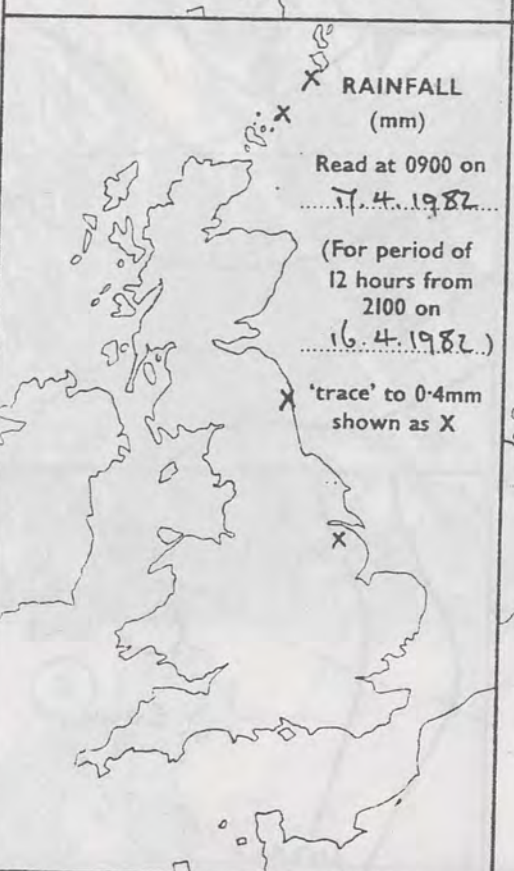 RAINFALL
(mm)
Read at 0900 on
17.4.1982
(For period of
12 hours from
2100 on
16.4.1982)
'trace' to 0·4mm
shown as X
X
X
X
X